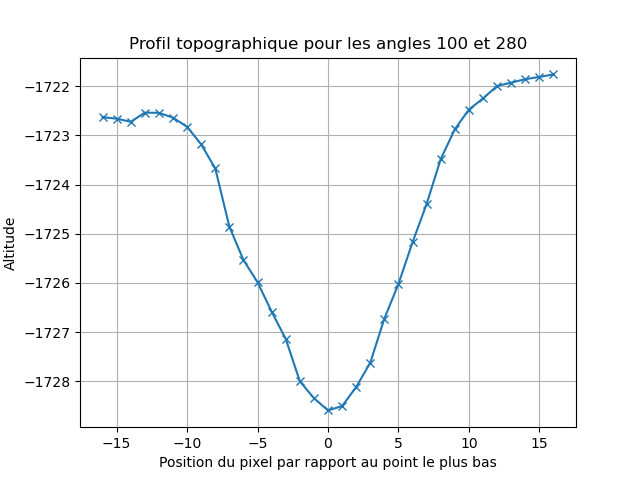 Profil topographique pour les angles 100 et 280
−1722
−1723
−1724
−1725
−1726
−1727
−1728
Altitude
−15 −10 −5 0 5 10 15
Position du pixel par rapport au point le plus bas